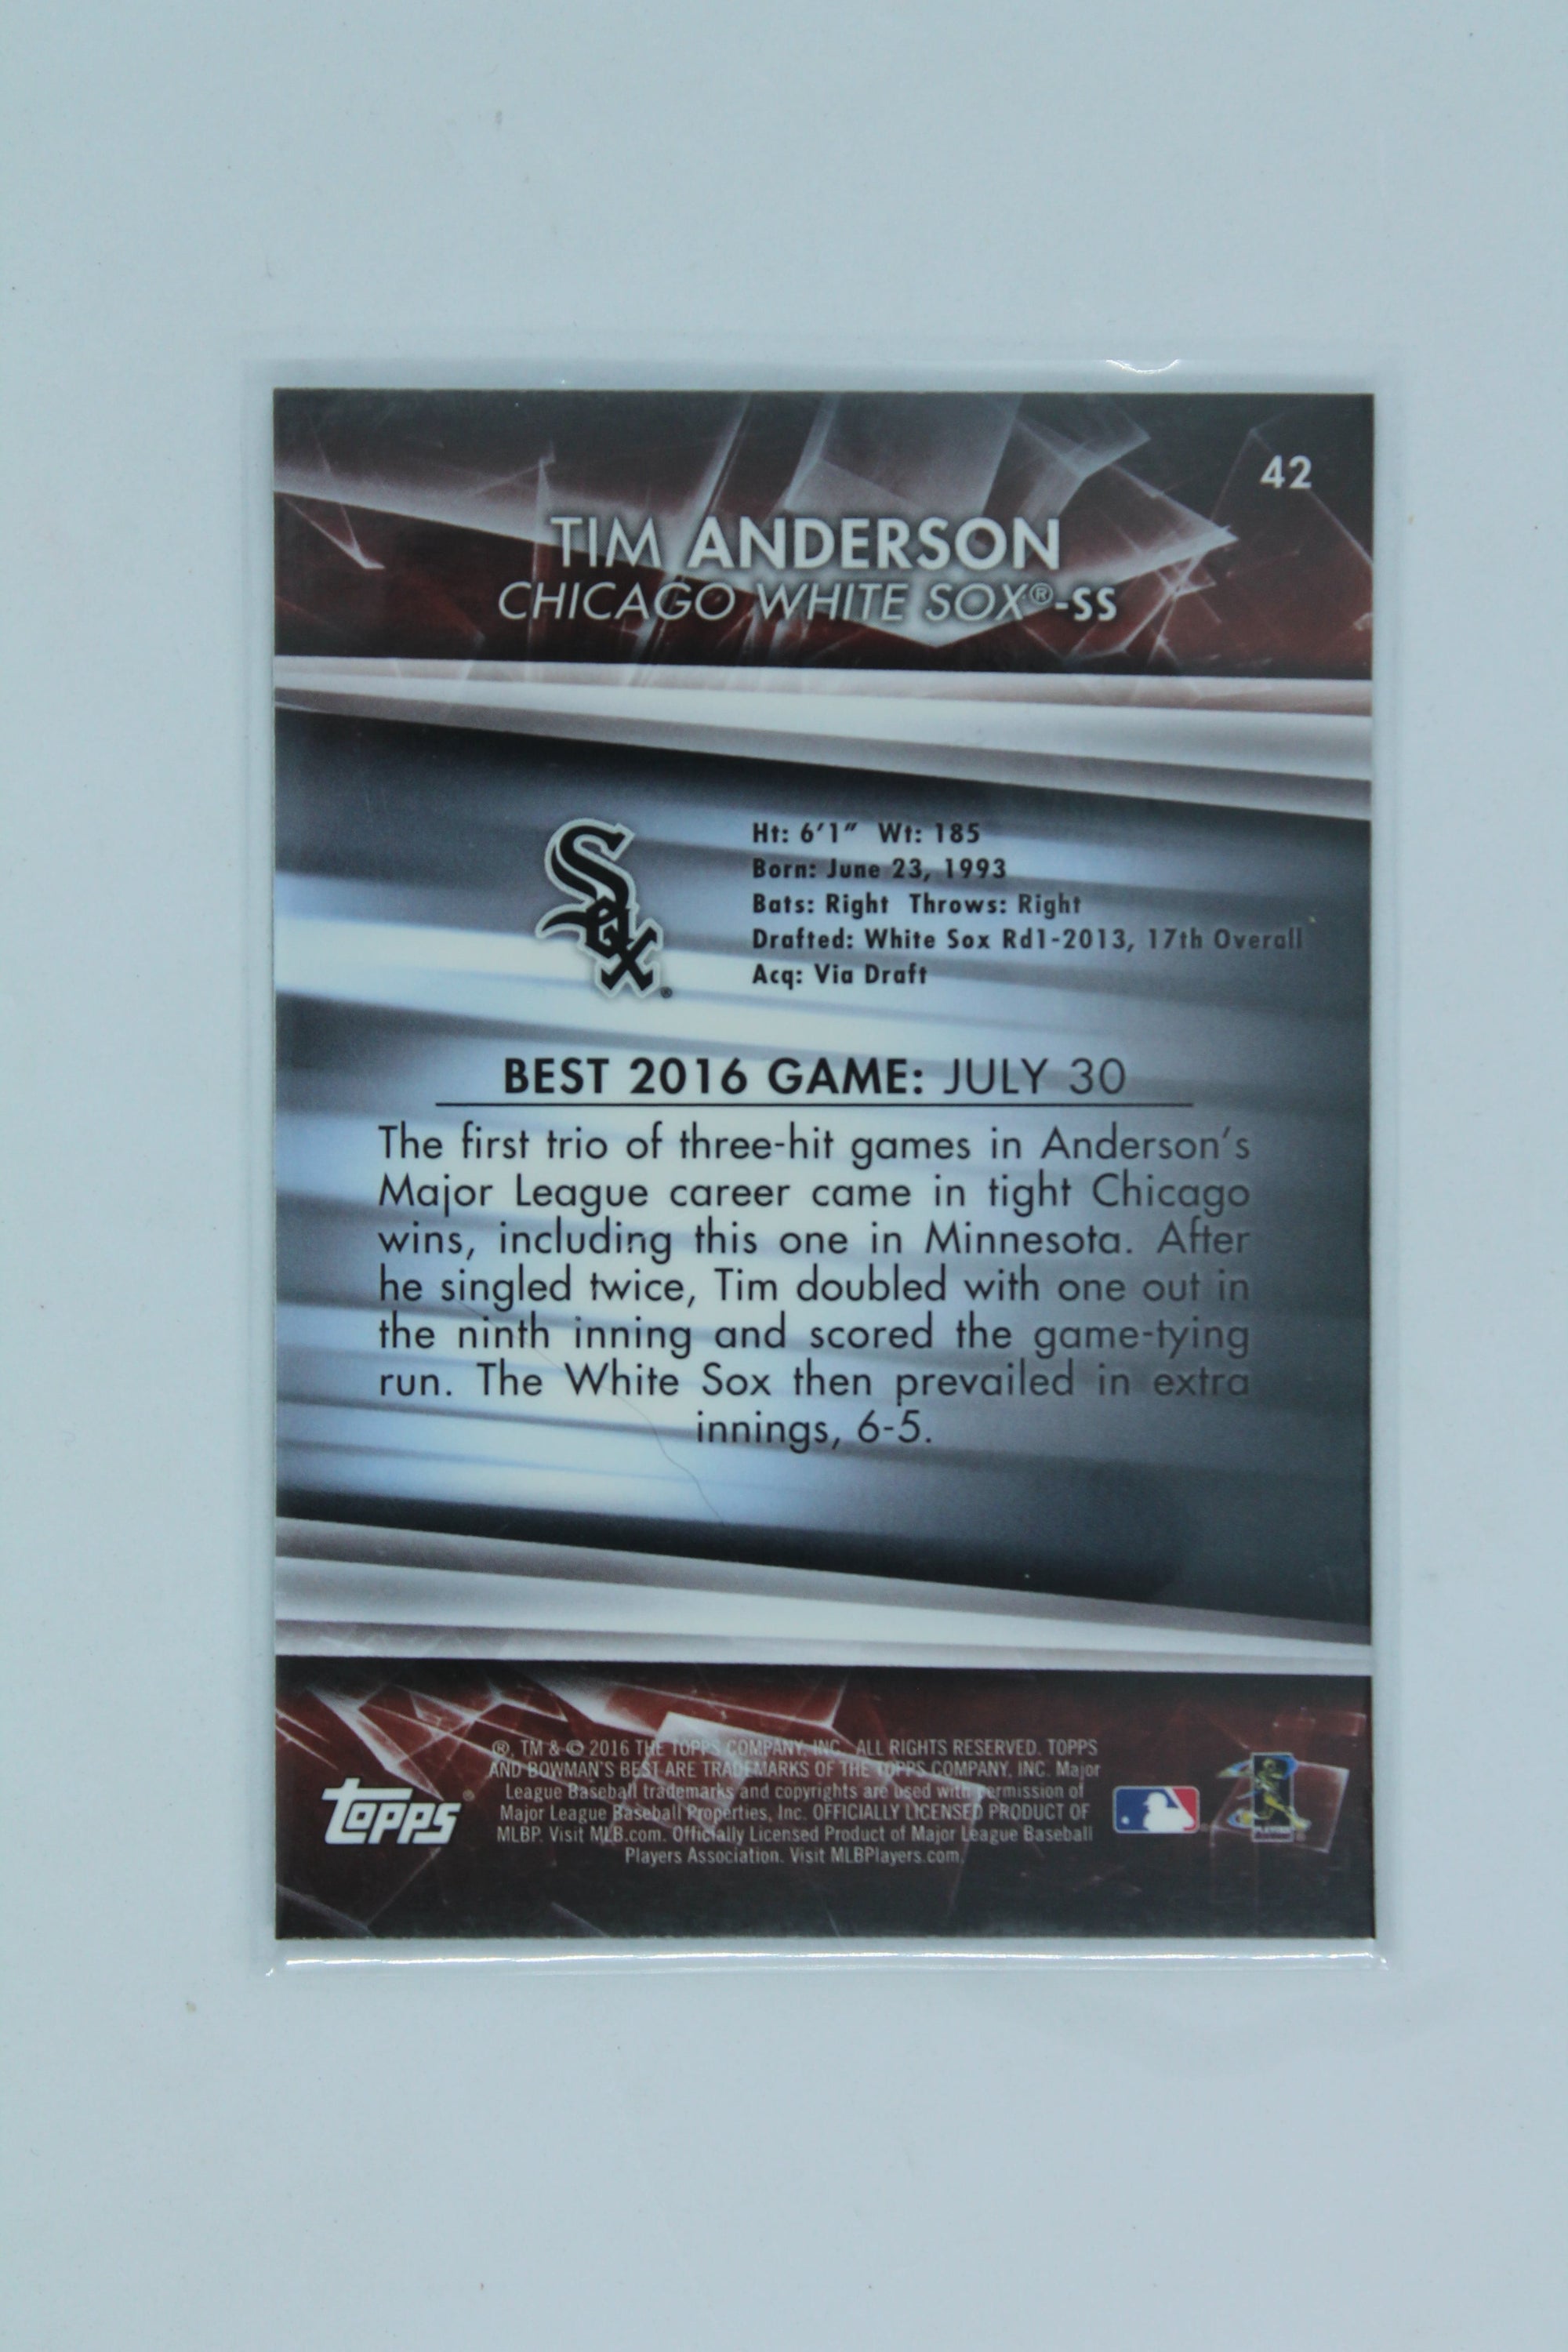 42
TIM ANDERSON
CHICAGO WHITE SOX®-SS
Sox ®
Ht: 6'1" Wt: 185
Born: June 23, 1993
Bats: Right Throws: Right
Drafted: White Sox Rd1-2013, 17th Overall
Acq: Via Draft
BEST 2016 GAME: JULY 30
The first trio of three-hit games in Anderson's
Major League career came in tight Chicago
wins, including this one in Minnesota. After
he singled twice, Tim doubled with one out in
the ninth inning and scored the game-tying
run. The White Sox then prevailed in extra
innings, 6-5.
®, TM & © 2016 THE TOPPS COMPANY, INC. ALL RIGHTS RESERVED. TOPPS
AND BOWMAN'S BEST ARE TRADEMARKS OF THE TOPPS COMPANY, INC. Major
League Baseball trademarks and copyrights are used with permission of
Major League Baseball Properties, Inc. OFFICIALLY LICENSED PRODUCT OF
MLBP. Visit MLB.com. Officially Licensed Product of Major League Baseball
Players Association. Visit MLBPlayers.com.
topps®